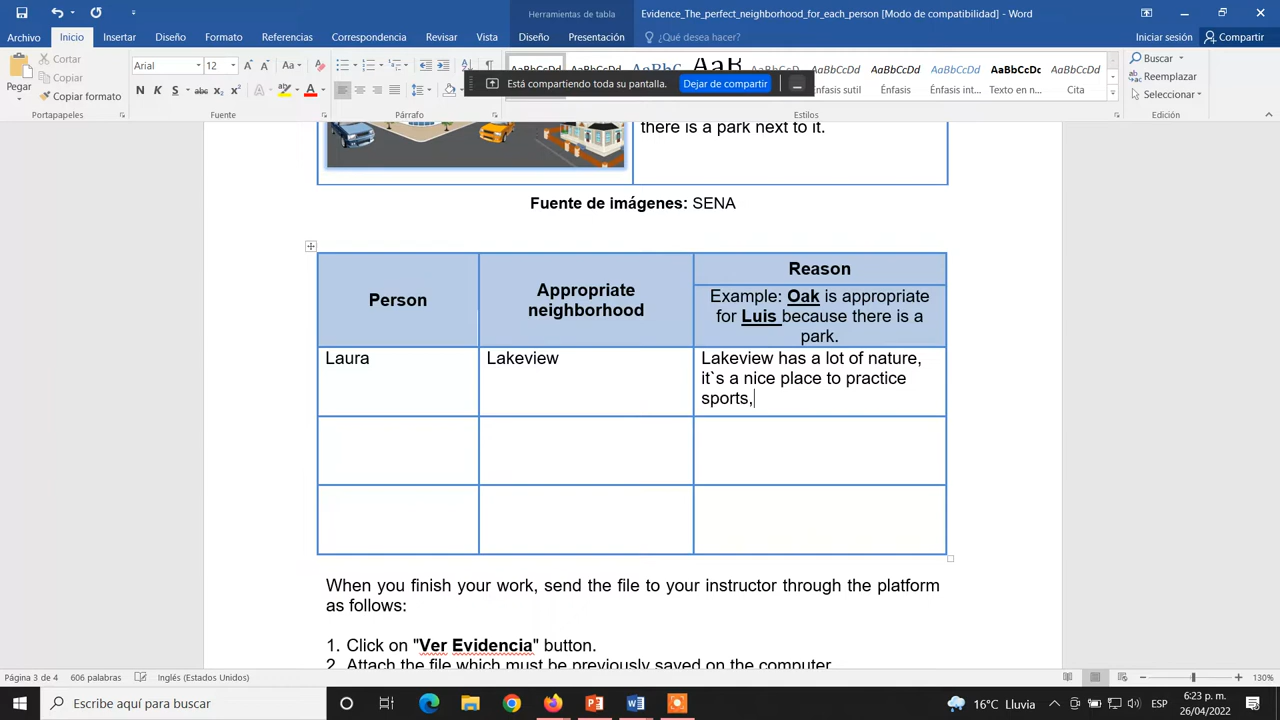 Herramientas de tabla
Evidence_The_perfect_neighborhood_for_each_person [Modo de compatibilidad] - Word
Archivo Inicio Insertar Diseño Formato Referencias Correspondencia Revisar Vista Diseño Presentación ¿Qué desea hacer? Iniciar sesión Compartir
Pegar
Cortar
Copiar
Portapapeles
Arial 12
Fuente
Párrafo
Está compartiendo toda su pantalla. Dejar de compartir
AaBbCcDd AaBbCcDd AaBbCcDd AaBbCcDc AaBbCcDd
Énfasis Énfasis int... Texto en n... Cita
Estilos
Buscar
Reemplazar
Seleccionar
Edición
there is a park next to it.
Fuente de imágenes: SENA
Person
Appropriate
neighborhood
Reason
Example: Oak is appropriate
for Luis because there is a
park.
Laura
Lakeview
Lakeview has a lot of nature,
it`s a nice place to practice
sports,
When you finish your work, send the file to your instructor through the platform
as follows:
1. Click on "Ver Evidencia" button.
2. Attach the file which must be previously saved on the computer.
Página 3 de 4 606 palabras Inglés (Estados Unidos) 130%
Escribe aquí para buscar
16°C Lluvia ESP
6:23 p. m.
26/04/2022